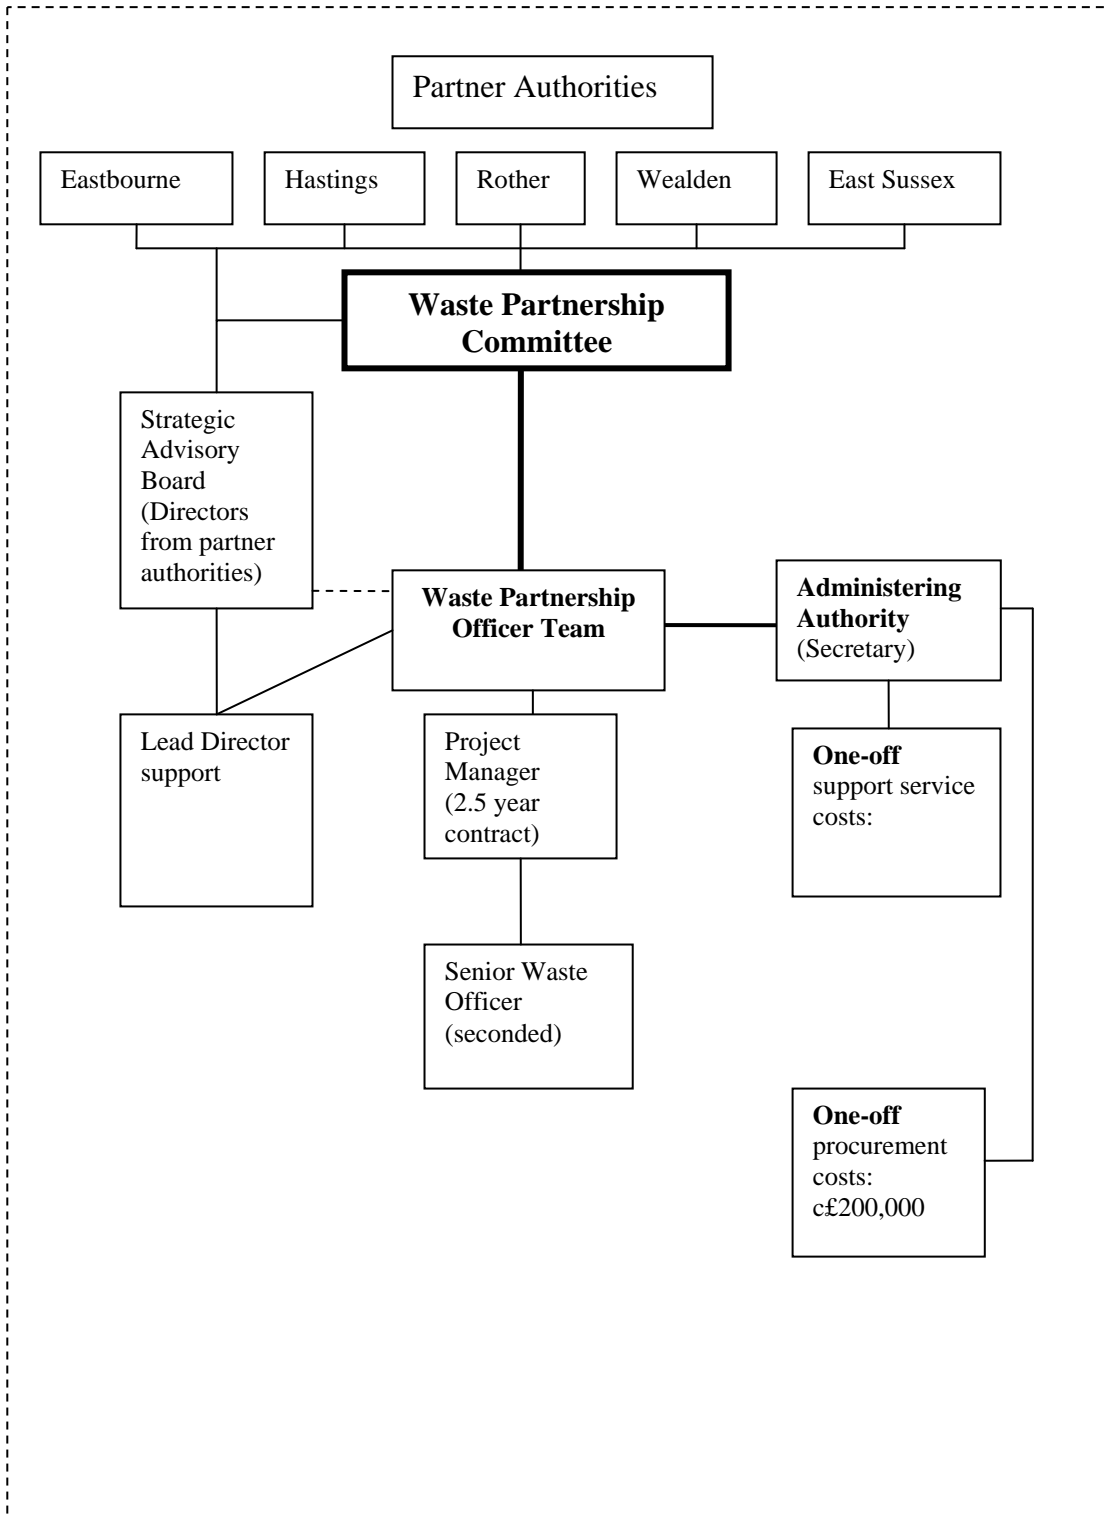 Partner Authorities
Eastbourne
Hastings
Rother
Wealden
East Sussex
Waste Partnership
Committee
Strategic
Advisory
Board
(Directors
from partner
authorities)
Waste Partnership
Officer Team
Administering
Authority
(Secretary)
Lead Director
support
Project
Manager
(2.5 year
contract)
One-off
support service
costs:
Senior Waste
Officer
(seconded)
One-off
procurement
costs:
c£200,000